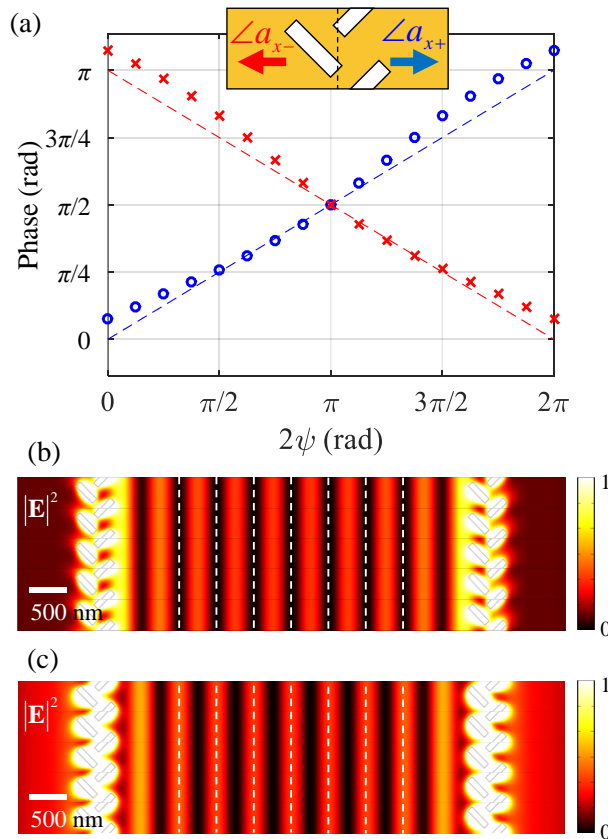 (a)
∠a_{x−} ∠a_{x+}
π
3π/4
π/2
π/4
0
Phase (rad)
0 π/2 π 3π/2 2π
2ψ (rad)
(b)
|E|² 1
500 nm 0
(c)
|E|² 1
500 nm 0